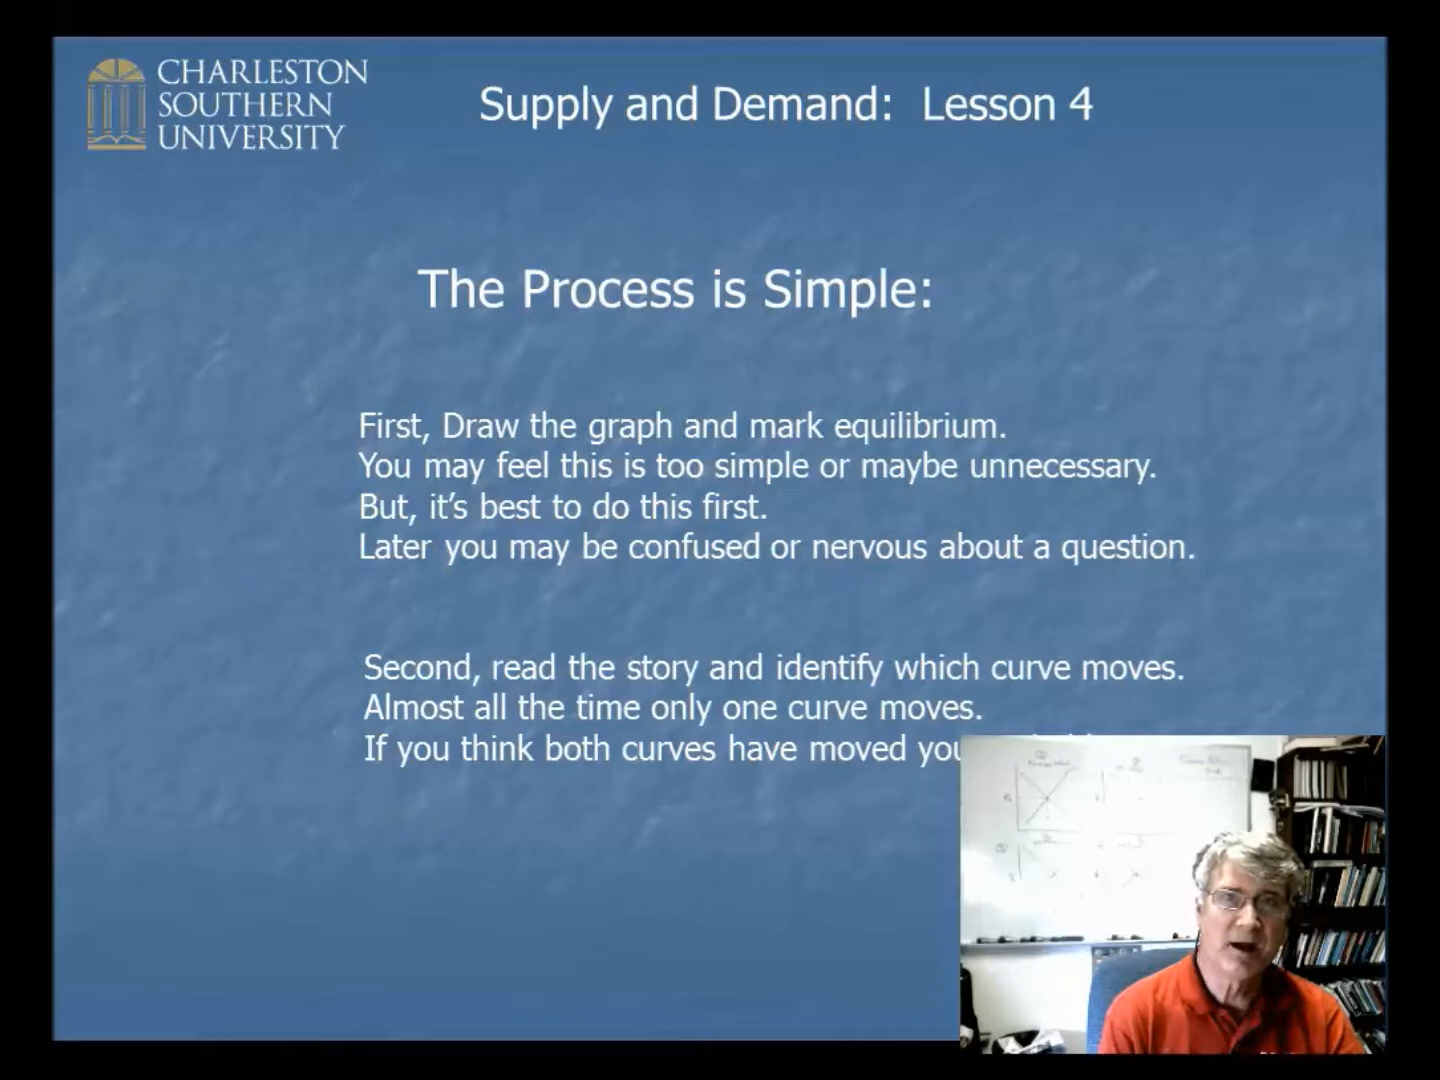 CHARLESTON
SOUTHERN
UNIVERSITY
Supply and Demand: Lesson 4
The Process is Simple:
First, Draw the graph and mark equilibrium.
You may feel this is too simple or maybe unnecessary.
But, it's best to do this first.
Later you may be confused or nervous about a question.
Second, read the story and identify which curve moves.
Almost all the time only one curve moves.
If you think both curves have moved you